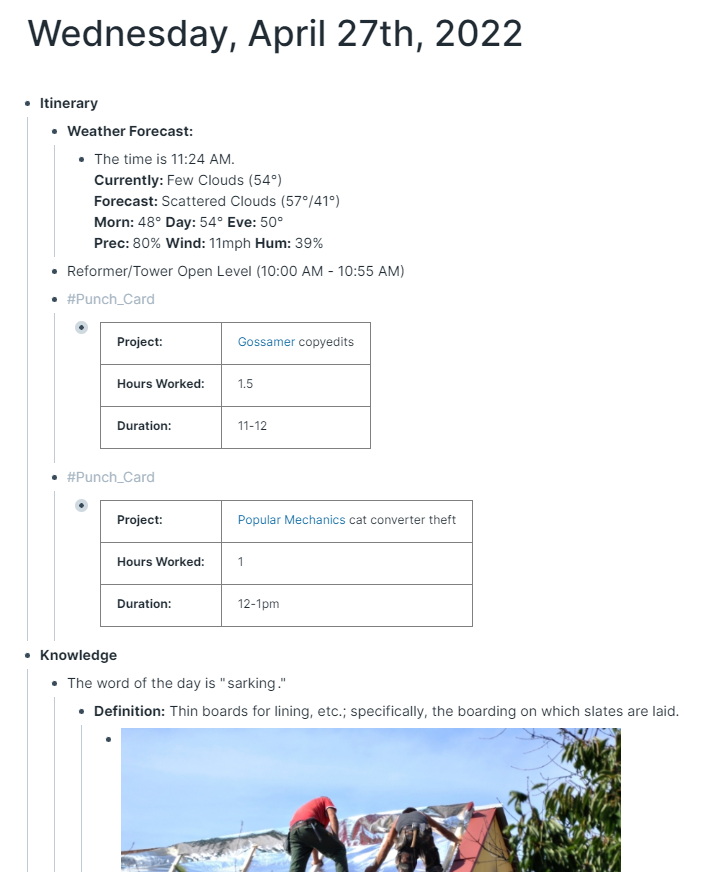 Wednesday, April 27th, 2022
Itinerary
Weather Forecast:
The time is 11:24 AM.
Currently: Few Clouds (54°)
Forecast: Scattered Clouds (57°/41°)
Morn: 48° Day: 54° Eve: 50°
Prec: 80% Wind: 11mph Hum: 39%
Reformer/Tower Open Level (10:00 AM - 10:55 AM)
#Punch_Card
Project: Gossamer copyedits
Hours Worked: 1.5
Duration: 11-12
#Punch_Card
Project: Popular Mechanics cat converter theft
Hours Worked: 1
Duration: 12-1pm
Knowledge
The word of the day is "sarking."
Definition: Thin boards for lining, etc.; specifically, the boarding on which slates are laid.